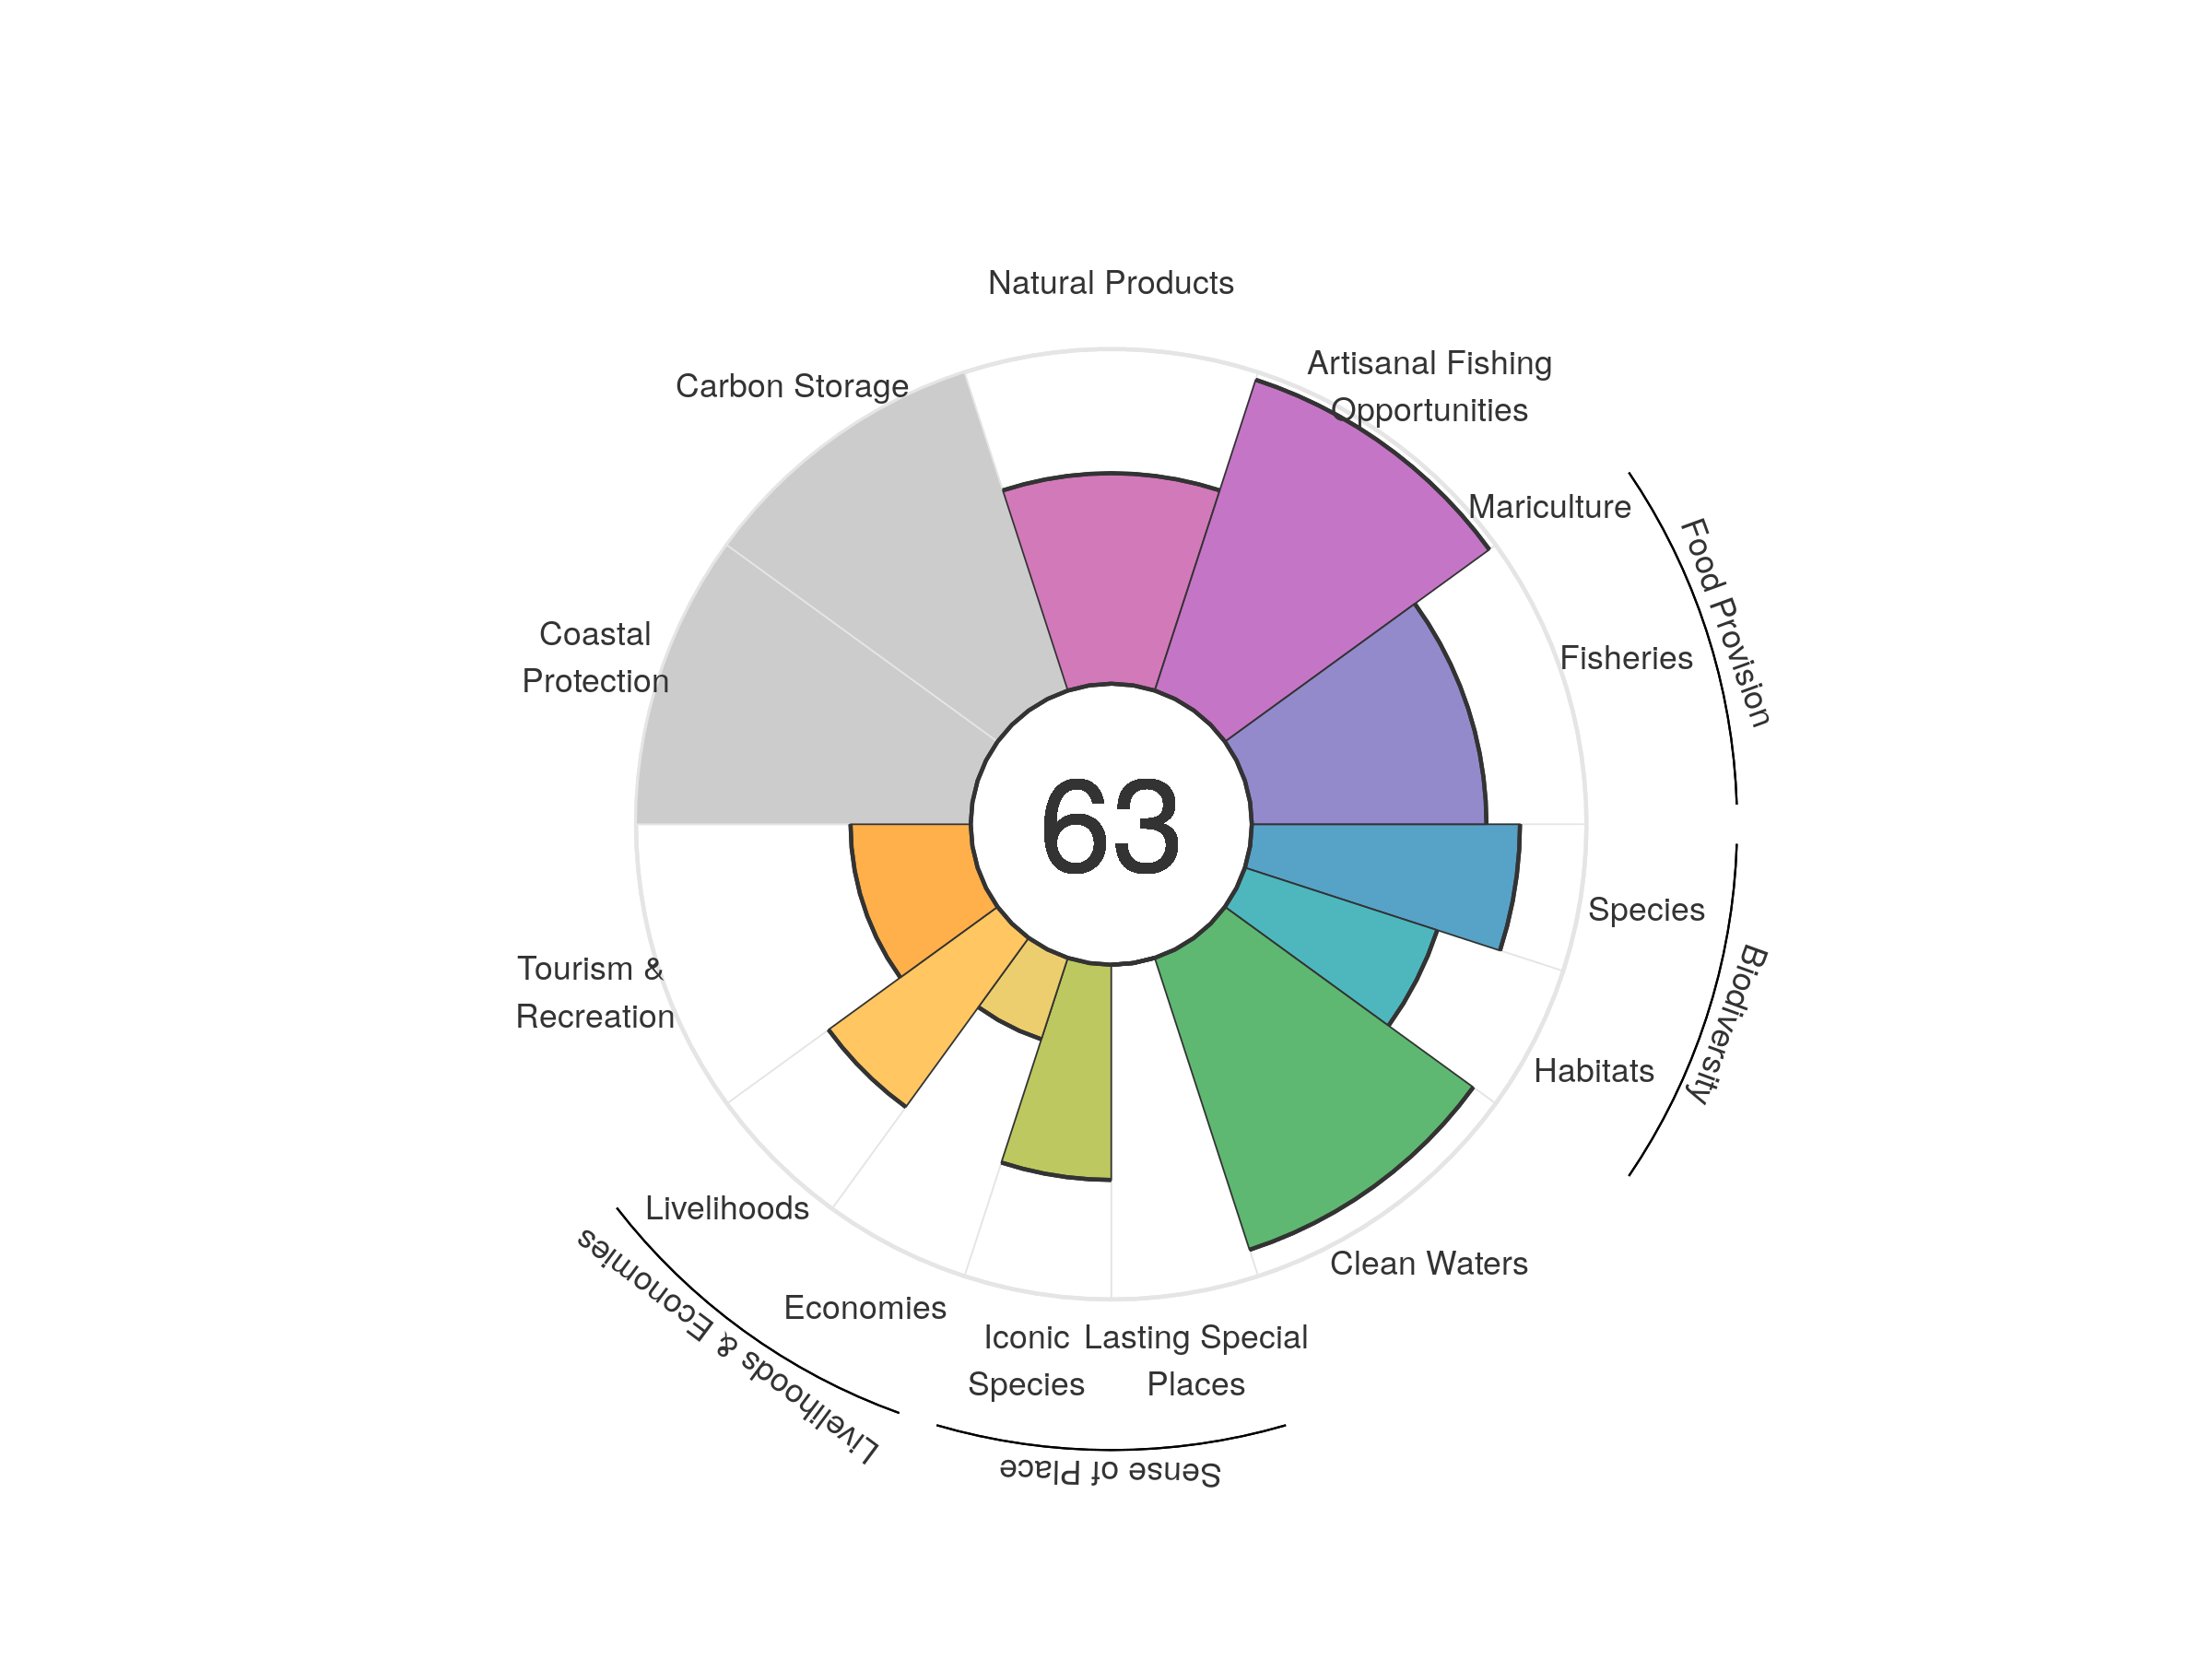 Natural Products
Carbon Storage
Artisanal Fishing
Opportunities
Mariculture
Food Provision
Fisheries
Coastal
Protection
63
Species
Biodiversity
Tourism &
Recreation
Habitats
Livelihoods
Clean Waters
Livelihoods & Economies
Economies
Iconic
Species
Lasting Special
Places
Sense of Place